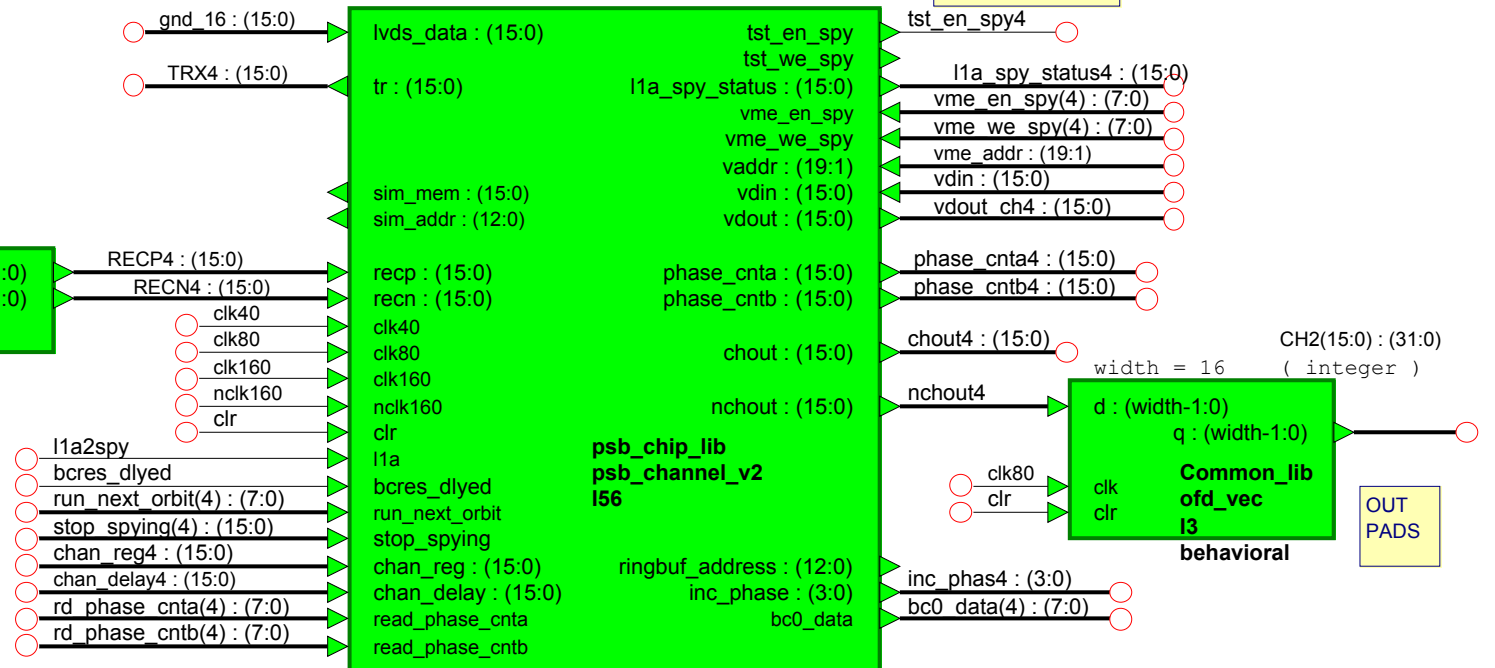 gnd_16 : (15:0)
lvds_data : (15:0)
tst_en_spy
tst_en_spy4
tst_we_spy
TRX4 : (15:0)
tr : (15:0)
l1a_spy_status : (15:0)
l1a_spy_status4 : (15:0)
vme_en_spy
vme_en_spy(4) : (7:0)
vme_we_spy
vme_we_spy(4) : (7:0)
vaddr : (19:1)
vme_addr : (19:1)
sim_mem : (15:0)
vdin : (15:0)
vdin : (15:0)
sim_addr : (12:0)
vdout : (15:0)
vdout_ch4 : (15:0)
:0)
RECP4 : (15:0)
recp : (15:0)
phase_cnta : (15:0)
phase_cnta4 : (15:0)
:0)
RECN4 : (15:0)
recn : (15:0)
phase_cntb : (15:0)
phase_cntb4 : (15:0)
clk40
clk40
clk80
clk80
chout : (15:0)
chout4 : (15:0)
CH2(15:0) : (31:0)
width = 16
( integer )
clk160
clk160
nclk160
nclk160
nchout : (15:0)
nchout4
d : (width-1:0)
clr
clr
q : (width-1:0)
psb_chip_lib
psb_channel_v2
I56
l1a2spy
l1a
bcres_dlyed
bcres_dlyed
run_next_orbit(4) : (7:0)
run_next_orbit
stop_spying(4) : (15:0)
stop_spying
clk80
clk
clr
clr
Common_lib
ofd_vec
I3
behavioral
OUT
PADS
chan_reg4 : (15:0)
chan_reg : (15:0)
ringbuf_address : (12:0)
chan_delay4 : (15:0)
chan_delay : (15:0)
inc_phase : (3:0)
inc_phas4 : (3:0)
rd_phase_cnta(4) : (7:0)
read_phase_cnta
bc0_data
bc0_data(4) : (7:0)
rd_phase_cntb(4) : (7:0)
read_phase_cntb